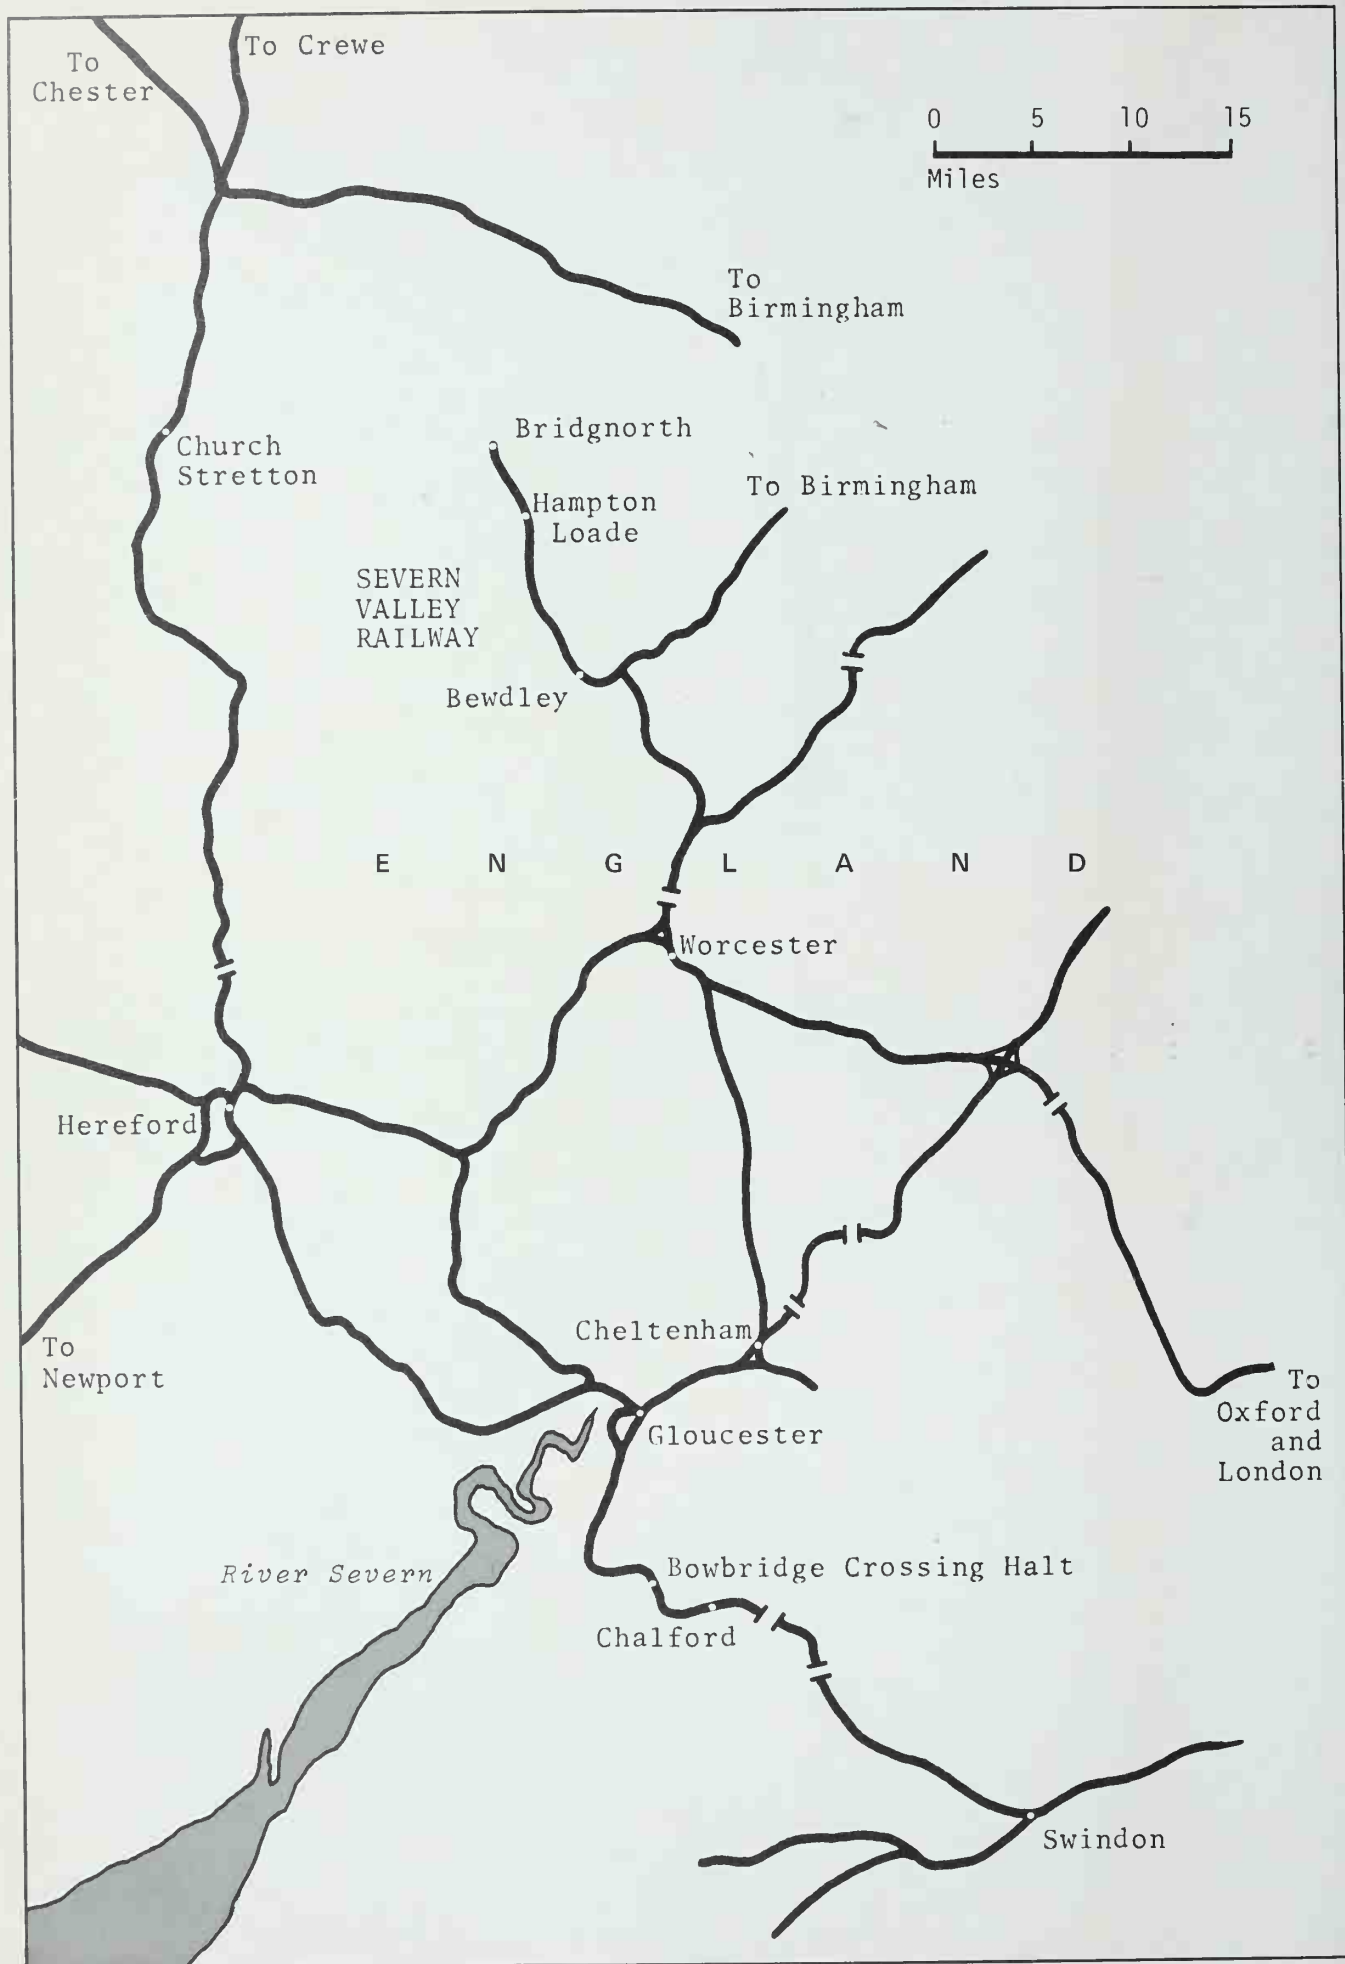 To Crewe
To
Chester
0 5 10 15
Miles
To
Birmingham
Bridgnorth
Church
Stretton
To Birmingham
Hampton
Loade
SEVERN
VALLEY
RAILWAY
Bewdley
E N G L A N D
Worcester
Hereford
Cheltenham
To
Newport
To
Oxford
and
London
Gloucester
River Severn
Bowbridge Crossing Halt
Chalford
Swindon